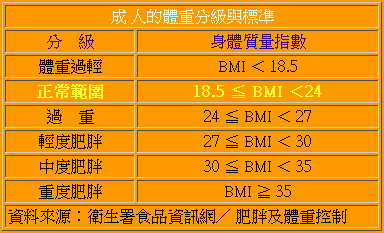 成 人的體重分級與標準
分　級　身體質量指數
體重過輕　BMI < 18.5
正常範圍　18.5 ≦ BMI <24
過　重　24 ≦ BMI < 27
輕度肥胖　27 ≦ BMI < 30
中度肥胖　30 ≦ BMI < 35
重度肥胖　BMI ≧ 35
資料來源：衛生署食品資訊網／ 肥胖及體重控制